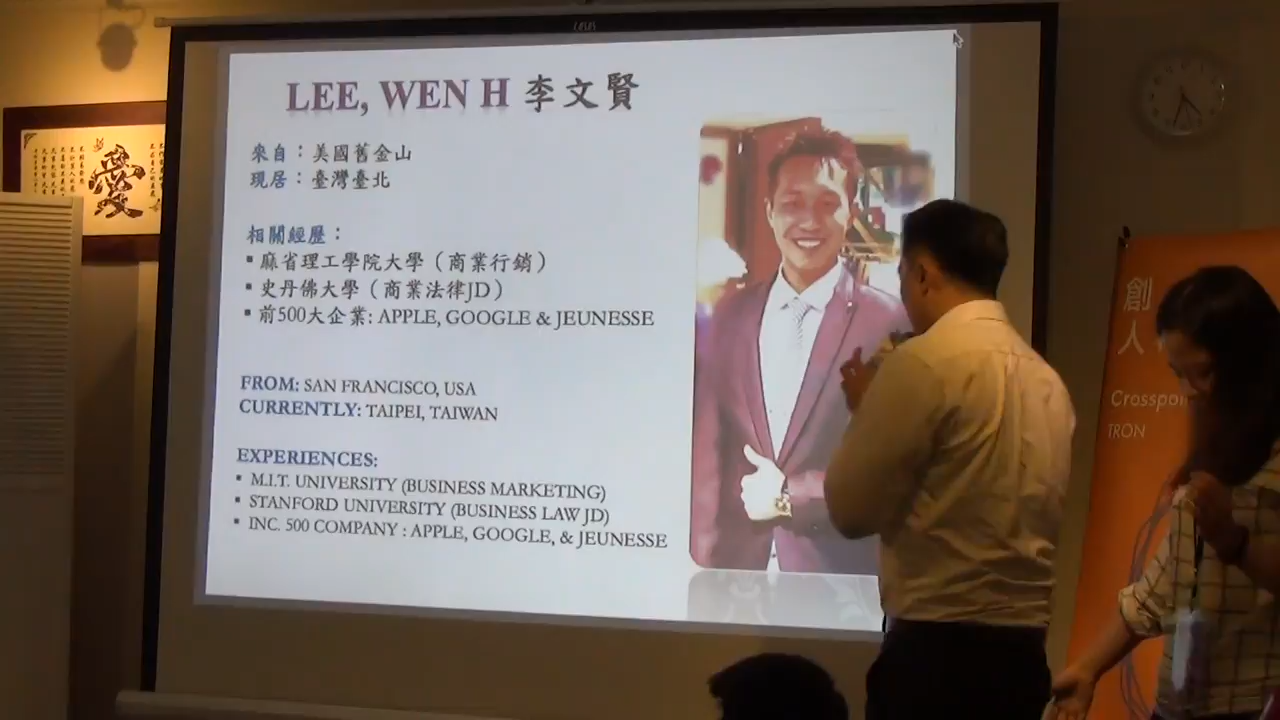 LEE, WEN H 李文賢
來自：美國舊金山
現居：臺灣臺北
相關經歷：
▪ 麻省理工學院大學（商業行銷）
▪ 史丹佛大學（商業法律JD）
▪ 前500大企業: APPLE, GOOGLE & JEUNESSE
FROM: SAN FRANCISCO, USA
CURRENTLY: TAIPEI, TAIWAN
EXPERIENCES:
▪ M.I.T. UNIVERSITY (BUSINESS MARKETING)
▪ STANFORD UNIVERSITY (BUSINESS LAW JD)
▪ INC. 500 COMPANY : APPLE, GOOGLE, & JEUNESSE
愛
創
人
Crosspoi
TRON